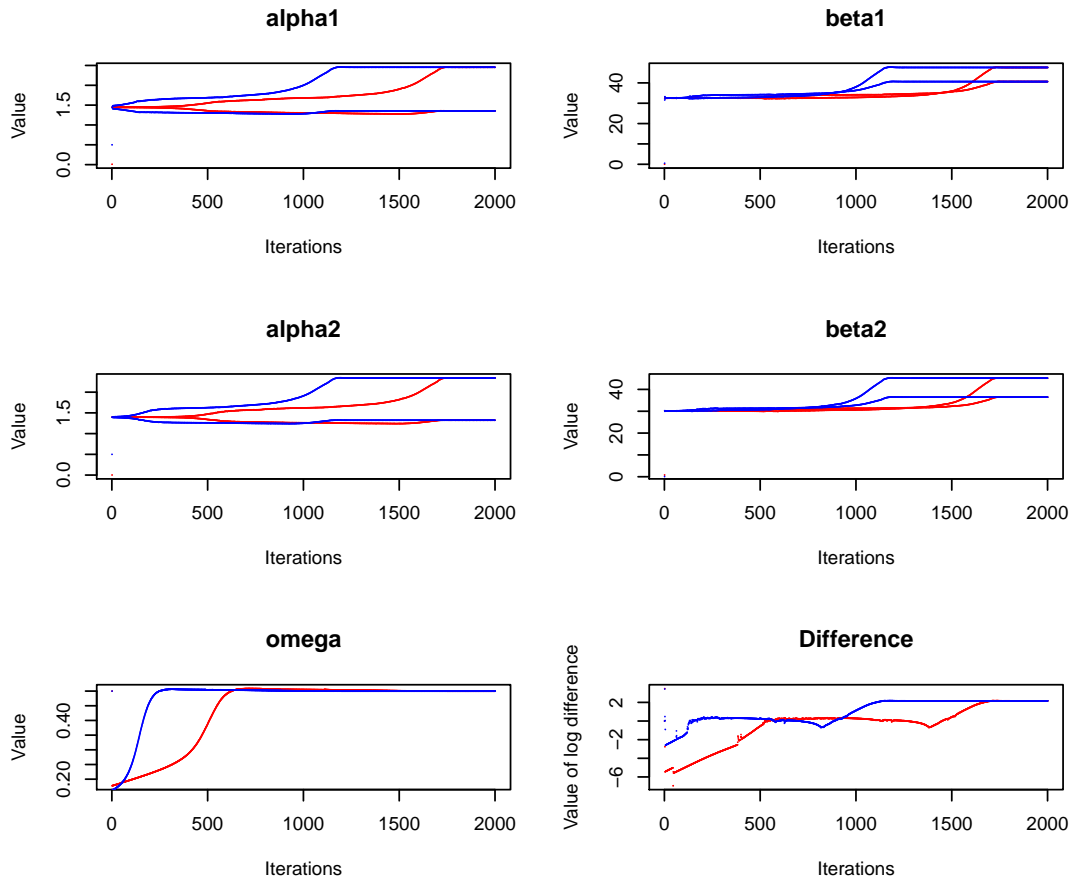 alpha1
Value
0.0 1.5
0 500 1000 1500 2000
Iterations
beta1
Value
0 20 40
0 500 1000 1500 2000
Iterations
alpha2
Value
0.0 1.5
0 500 1000 1500 2000
Iterations
beta2
Value
0 20 40
0 500 1000 1500 2000
Iterations
omega
Value
0.20 0.40
0 500 1000 1500 2000
Iterations
Difference
Value of log difference
-6 -2 2
0 500 1000 1500 2000
Iterations